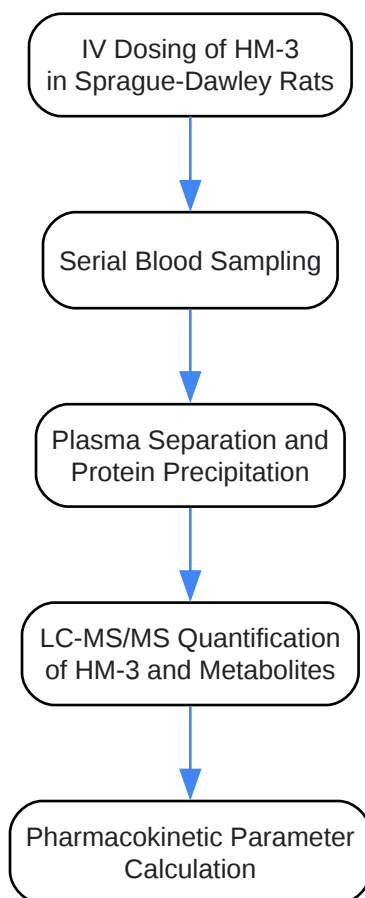 IV Dosing of HM-3
in Sprague-Dawley Rats
Serial Blood Sampling
Plasma Separation and
Protein Precipitation
LC-MS/MS Quantification
of HM-3 and Metabolites
Pharmacokinetic Parameter
Calculation